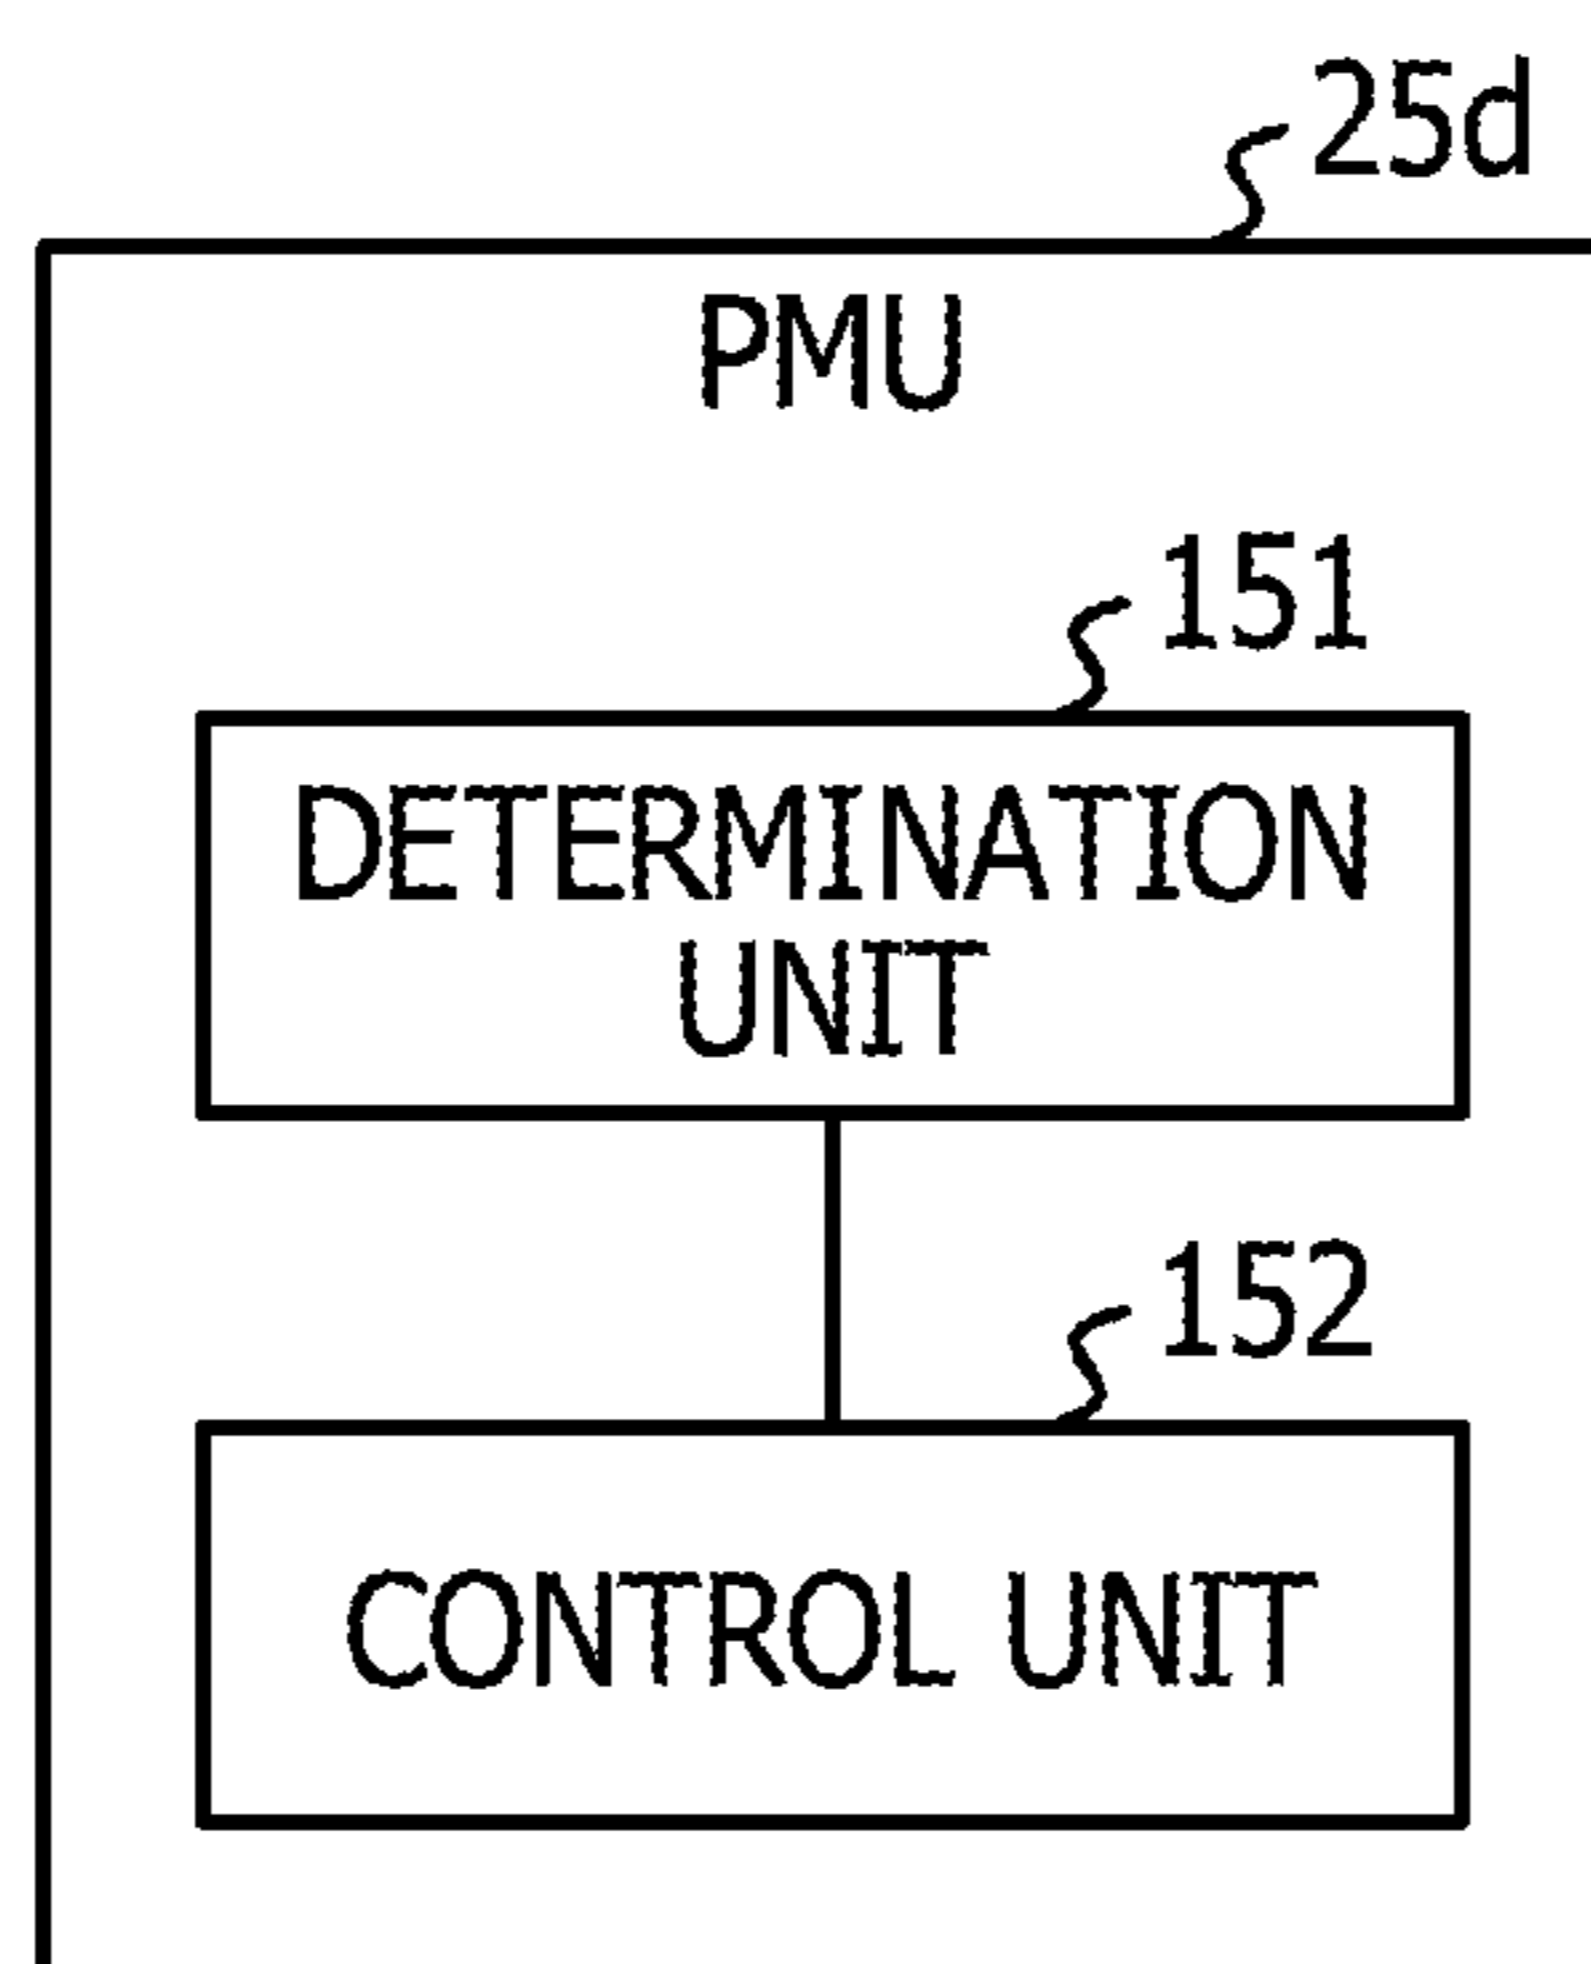 25d
PMU
151
DETERMINATION
UNIT
152
CONTROL UNIT